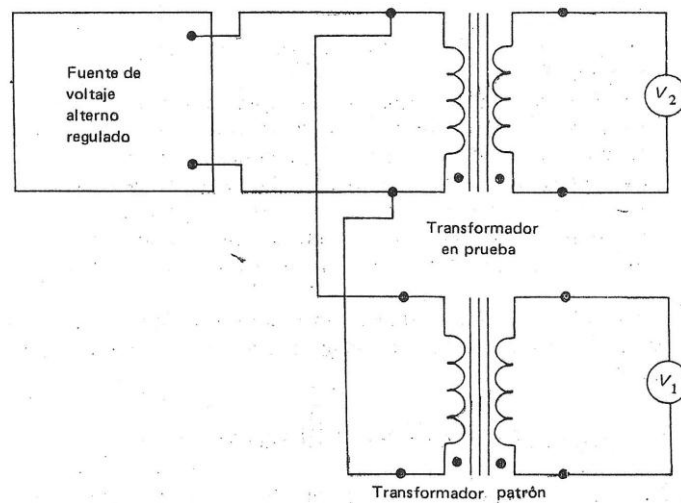 Fuente de
voltaje
alterno
regulado
V2
Transformador
en prueba
V1
Transformador patrón